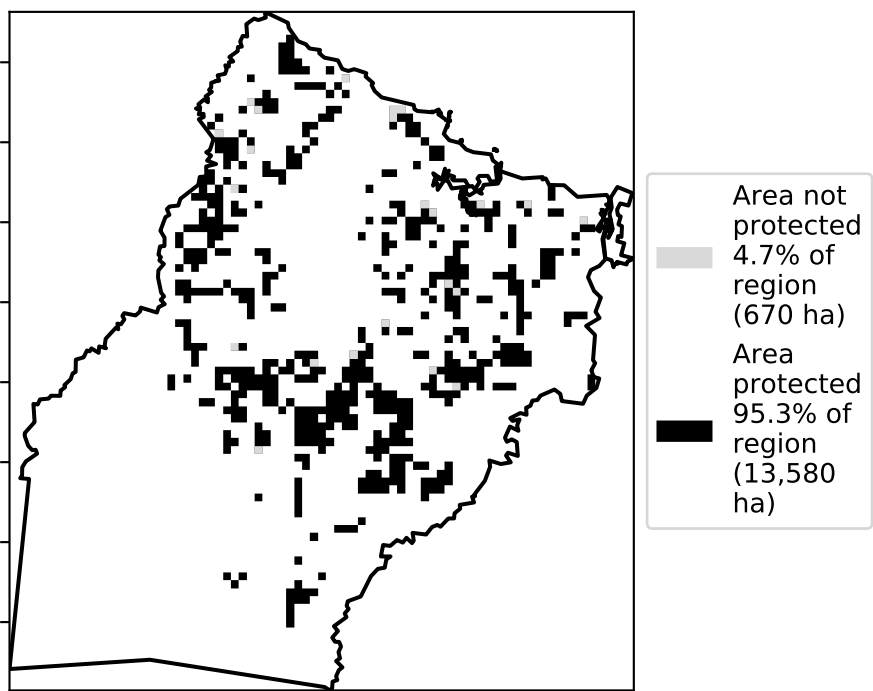 Area not
protected
4.7% of
region
(670 ha)
Area
protected
95.3% of
region
(13,580
ha)